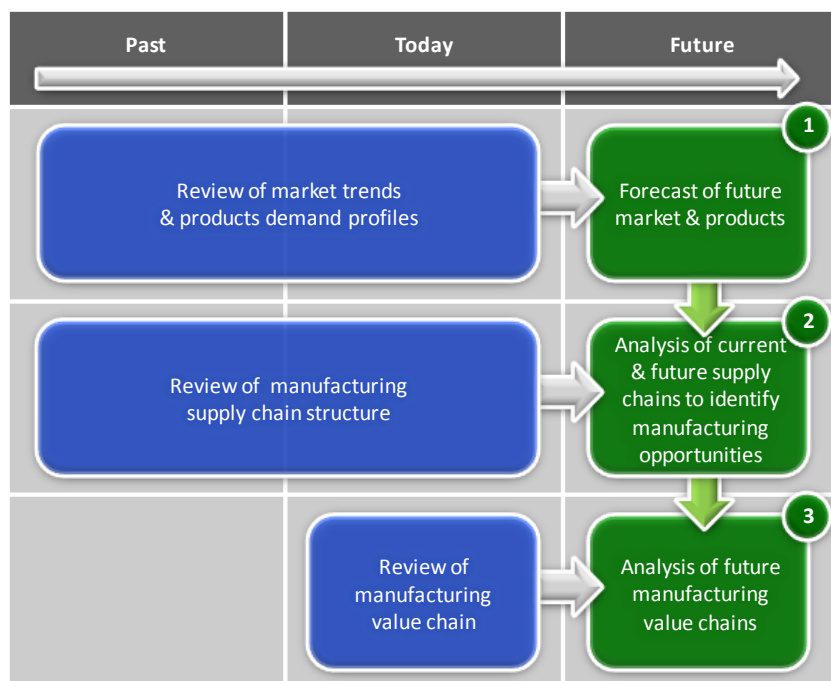 Past
Today
Future
1
Review of market trends
& products demand profiles
Forecast of future
market & products
2
Review of manufacturing
supply chain structure
Analysis of current
& future supply
chains to identify
manufacturing
opportunities
3
Review of
manufacturing
value chain
Analysis of future
manufacturing
value chains